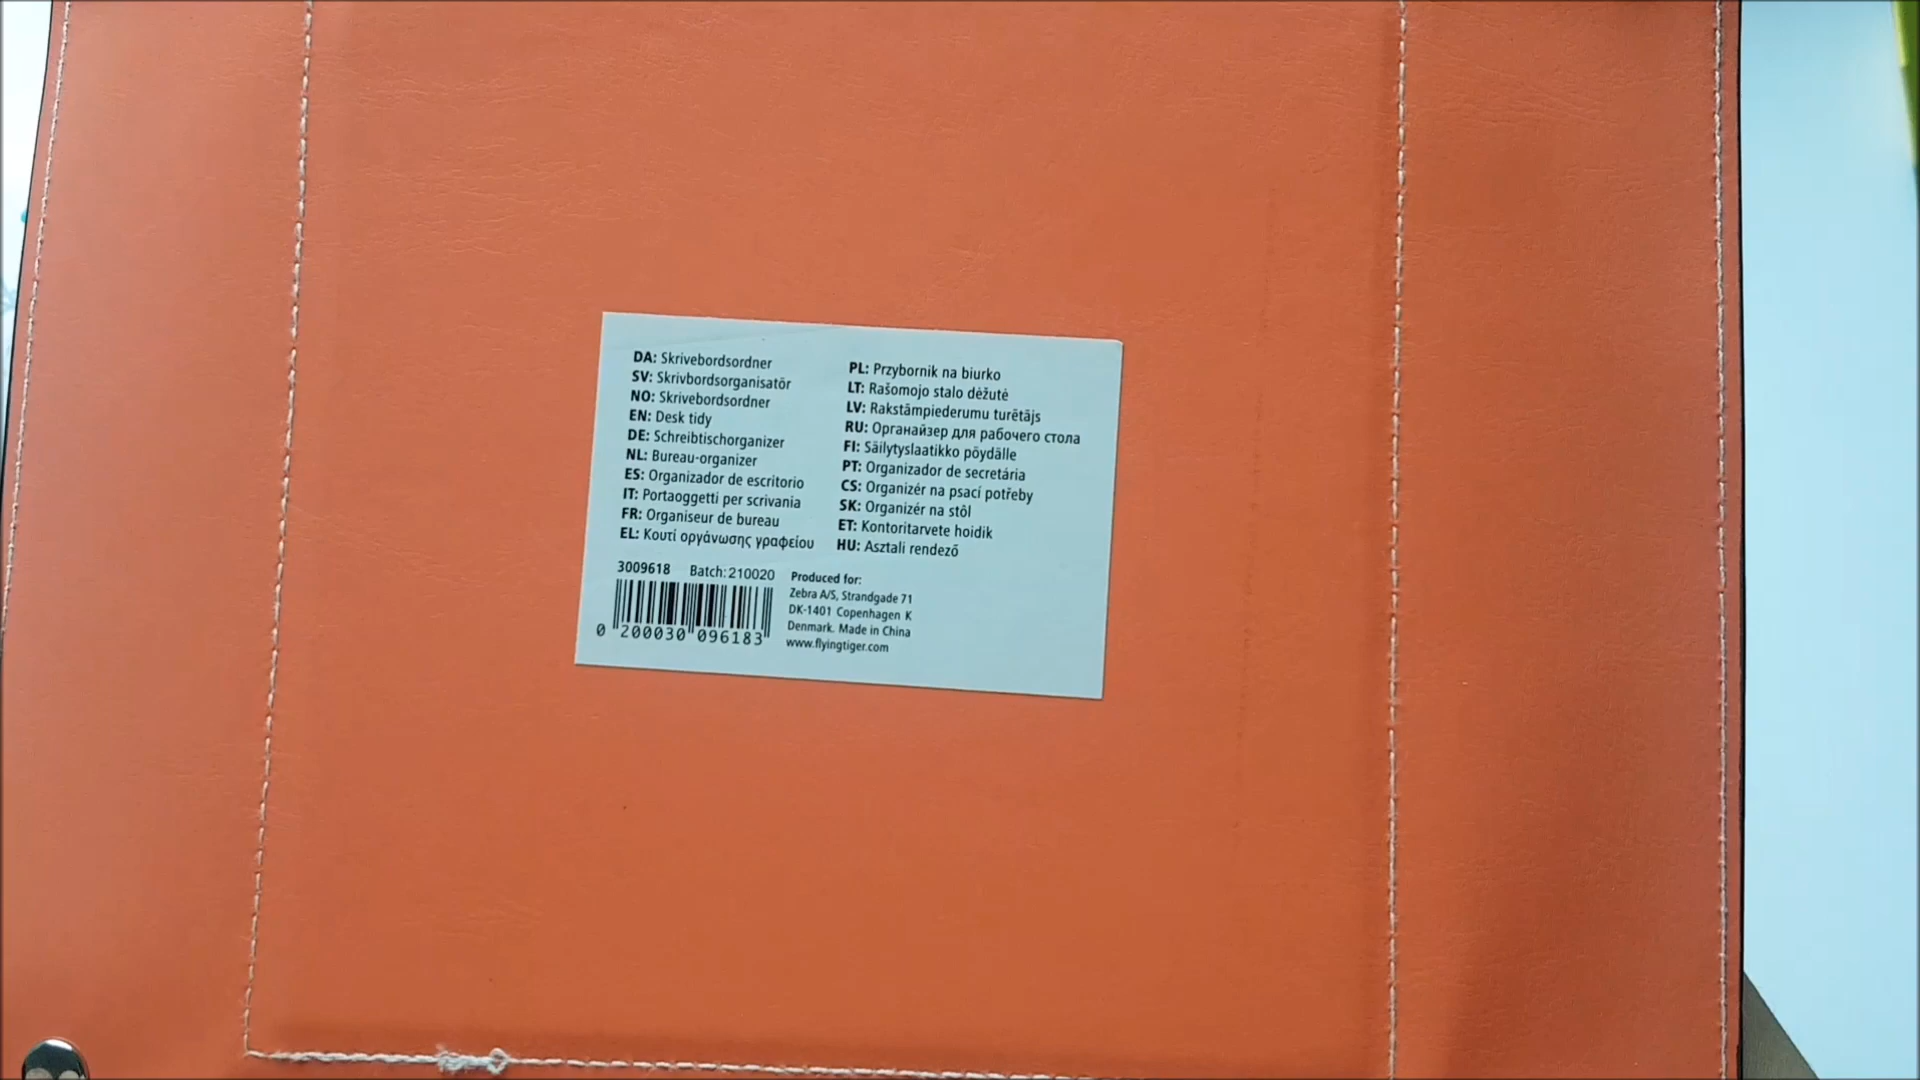 DA: Skrivebordsordner
SV: Skrivbordsorganisatör
NO: Skrivebordsordner
EN: Desk tidy
DE: Schreibtischorganizer
NL: Bureau-organizer
ES: Organizador de escritorio
IT: Portaoggetti per scrivania
FR: Organiseur de bureau
EL: Κουτί οργάνωσης γραφείου
PL: Przybornik na biurko
LT: Rašomojo stalo dėžutė
LV: Rakstāmpiederumu turētājs
RU: Органайзер для рабочего стола
FI: Säilytyslaatikko pöydälle
PT: Organizador de secretária
CS: Organizér na psací potřeby
SK: Organizér na stôl
ET: Kontoritarvete hoidik
HU: Asztali rendező
3009618 Batch: 210020
0 200030 096183
Produced for:
Zebra A/S, Strandgade 71
DK-1401 Copenhagen K
Denmark. Made in China
www.flyingtiger.com